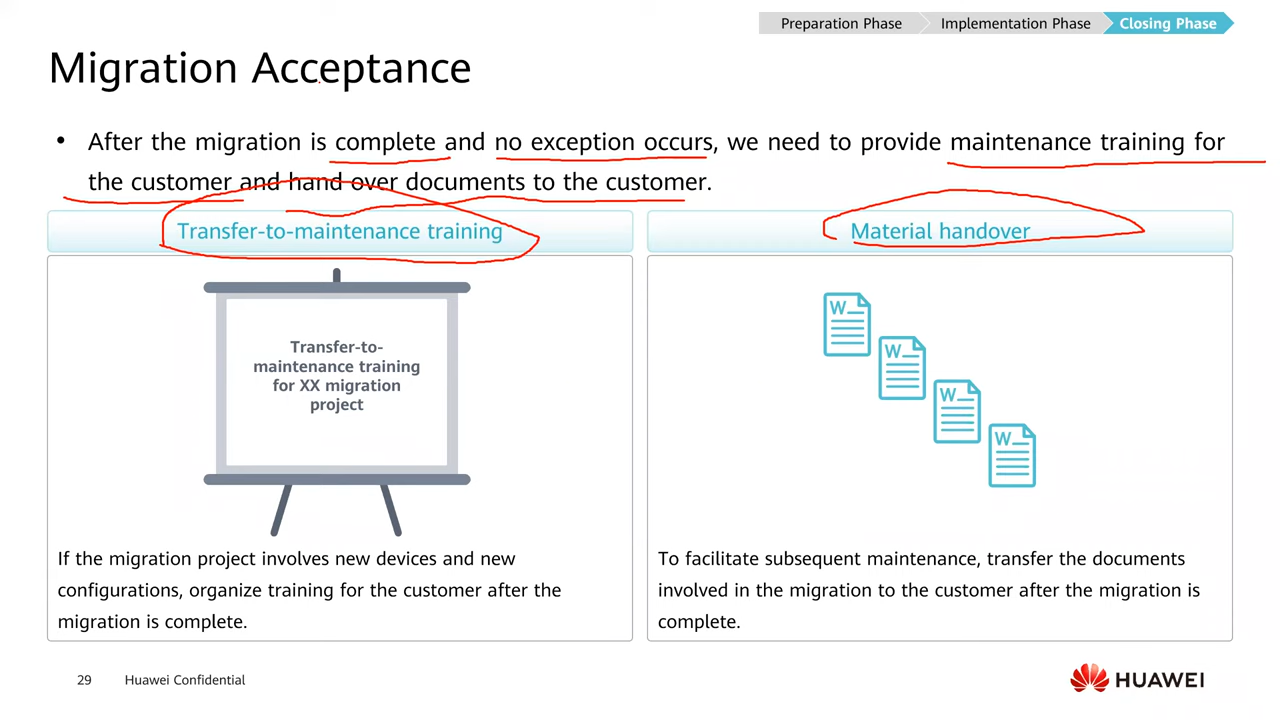 Preparation Phase
Implementation Phase
Closing Phase
Migration Acceptance
• After the migration is complete and no exception occurs, we need to provide maintenance training for
the customer and hand over documents to the customer.
Transfer-to-maintenance training
Transfer-to-
maintenance training
for XX migration
project
If the migration project involves new devices and new
configurations, organize training for the customer after the
migration is complete.
Material handover
W
W
W
W
To facilitate subsequent maintenance, transfer the documents
involved in the migration to the customer after the migration is
complete.
29
Huawei Confidential
HUAWEI